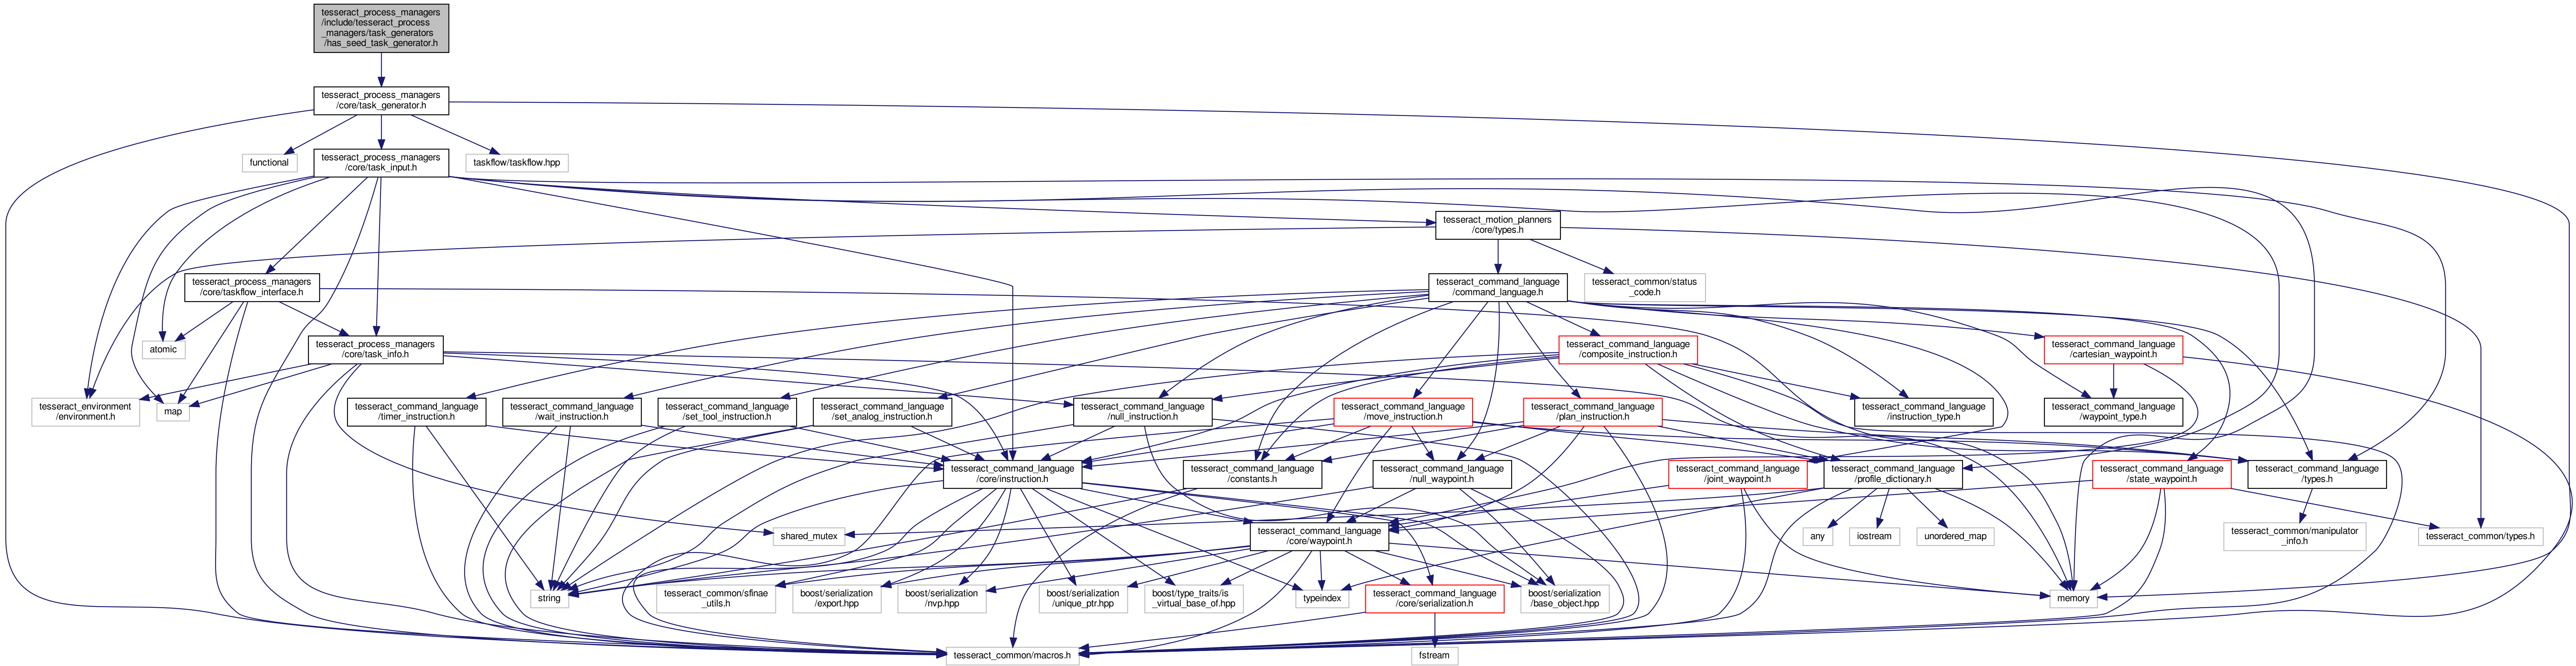 tesseract_process_managers
/include/tesseract_process
_managers/task_generators
/has_seed_task_generator.h
tesseract_process_managers
/core/task_generator.h
functional
tesseract_process_managers
/core/task_input.h
taskflow/taskflow.hpp
tesseract_motion_planners
/core/types.h
tesseract_process_managers
/core/taskflow_interface.h
tesseract_command_language
/command_language.h
tesseract_common/status
_code.h
atomic
tesseract_process_managers
/core/task_info.h
tesseract_command_language
/composite_instruction.h
tesseract_command_language
/cartesian_waypoint.h
tesseract_environment
/environment.h
map
tesseract_command_language
/timer_instruction.h
tesseract_command_language
/wait_instruction.h
tesseract_command_language
/set_tool_instruction.h
tesseract_command_language
/set_analog_instruction.h
tesseract_command_language
/null_instruction.h
tesseract_command_language
/move_instruction.h
tesseract_command_language
/plan_instruction.h
tesseract_command_language
/instruction_type.h
tesseract_command_language
/waypoint_type.h
tesseract_command_language
/core/instruction.h
tesseract_command_language
/constants.h
tesseract_command_language
/null_waypoint.h
tesseract_command_language
/joint_waypoint.h
tesseract_command_language
/profile_dictionary.h
tesseract_command_language
/state_waypoint.h
tesseract_command_language
/types.h
shared_mutex
tesseract_command_language
/core/waypoint.h
any
iostream
unordered_map
tesseract_common/manipulator
_info.h
tesseract_common/types.h
string
tesseract_common/sfinae
_utils.h
boost/serialization
/export.hpp
boost/serialization
/nvp.hpp
boost/serialization
/unique_ptr.hpp
boost/type_traits/is
_virtual_base_of.hpp
typeindex
tesseract_command_language
/core/serialization.h
boost/serialization
/base_object.hpp
memory
tesseract_common/macros.h
fstream